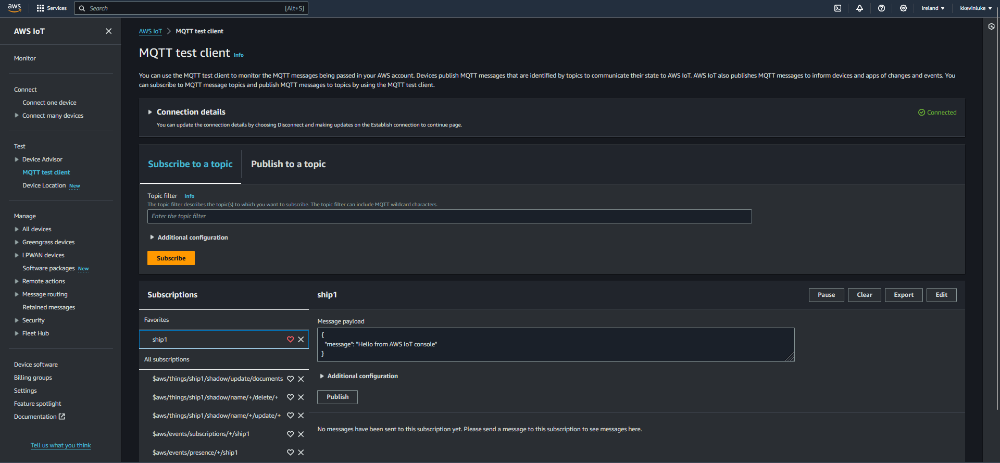 aws
Services
Search
[Alt+S]
Ireland
kkevinluke
AWS IoT
Monitor
Connect
Connect one device
Connect many devices
Test
Device Advisor
MQTT test client
Device Location New
Manage
All devices
Greengrass devices
LPWAN devices
Software packages New
Remote actions
Message routing
Retained messages
Security
Fleet Hub
Device software
Billing groups
Settings
Feature spotlight
Documentation
Tell us what you think
AWS IoT
MQTT test client
MQTT test client Info
You can use the MQTT test client to monitor the MQTT messages being passed in your AWS account. Devices publish MQTT messages that are identified by topics to communicate their state to AWS IoT. AWS IoT also publishes MQTT messages to inform devices and apps of changes and events. You
can subscribe to MQTT message topics and publish MQTT messages to topics by using the MQTT test client.
Connection details
Connected
You can update the connection details by choosing Disconnect and making updates on the Establish connection to continue page.
Subscribe to a topic
Publish to a topic
Topic filter Info
The topic filter describes the topic(s) to which you want to subscribe. The topic filter can include MQTT wildcard characters.
Enter the topic filter
Additional configuration
Subscribe
Subscriptions
Favorites
ship1
All subscriptions
$aws/things/ship1/shadow/update/documents
$aws/things/ship1/shadow/name/+/delete/+
$aws/things/ship1/shadow/name/+/update/+
$aws/events/subscriptions/+/ship1
$aws/events/presence/+/ship1
ship1
Pause
Clear
Export
Edit
Message payload
{
"message": "Hello from AWS IoT console"
}
Additional configuration
Publish
No messages have been sent to this subscription yet. Please send a message to this subscription to see messages here.